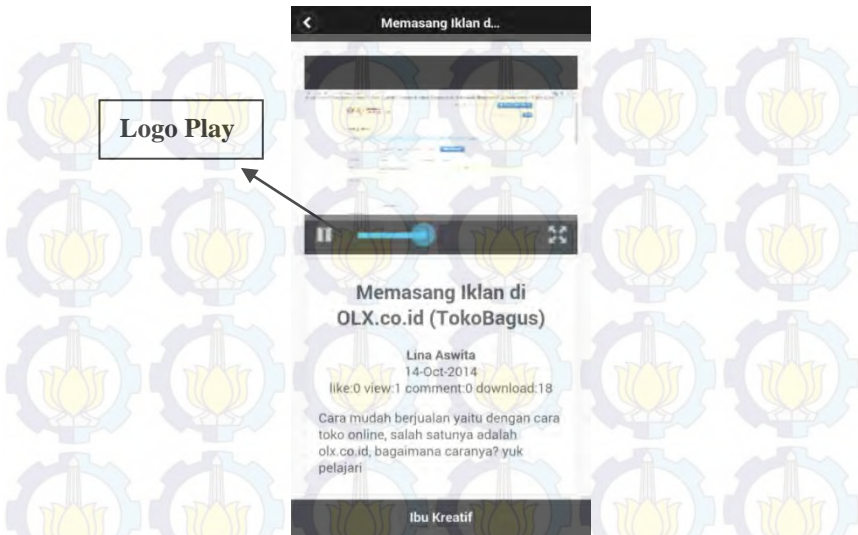 Memasang Iklan d...
Logo Play
Memasang Iklan di
OLX.co.id (TokoBagus)
Lina Aswita
14-Oct-2014
like:0 view:1 comment:0 download:18
Cara mudah berjualan yaitu dengan cara
toko online, salah satunya adalah
olx.co.id, bagaimana caranya? yuk
pelajari
Ibu Kreatif